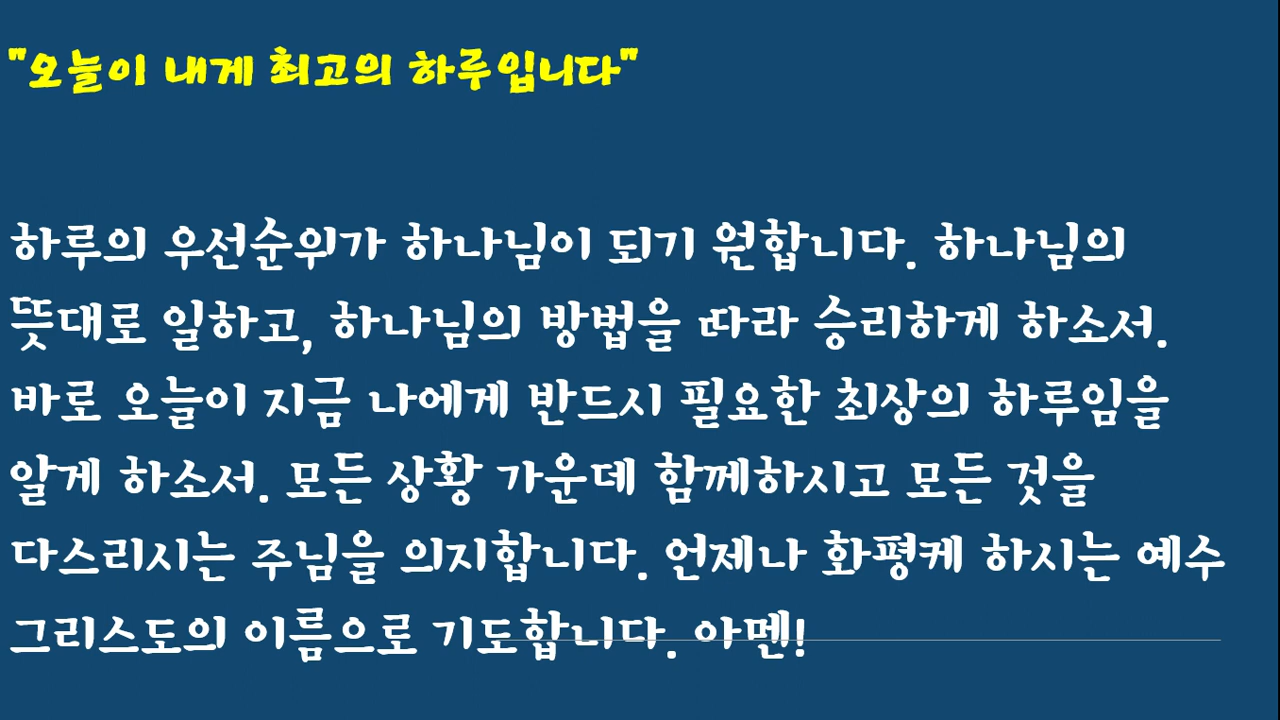 "오늘이 내게 최고의 하루입니다"
하루의 우선순위가 하나님이 되기 원합니다. 하나님의
뜻대로 일하고, 하나님의 방법을 따라 승리하게 하소서.
바로 오늘이 지금 나에게 반드시 필요한 최상의 하루임을
알게 하소서. 모든 상황 가운데 함께하시고 모든 것을
다스리시는 주님을 의지합니다. 언제나 화평케 하시는 예수
그리스도의 이름으로 기도합니다. 아멘!